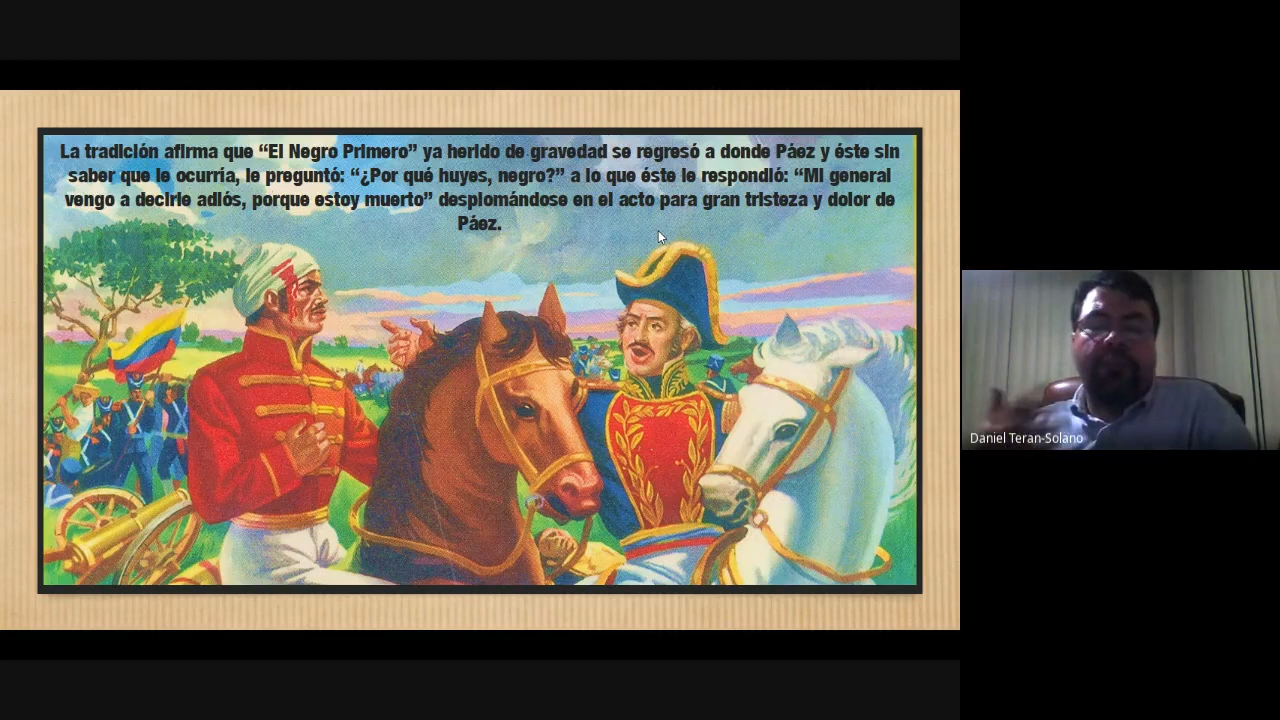 La tradición afirma que “El Negro Primero” ya herido de gravedad se regresó a donde Páez y éste sin
saber que le ocurría, le preguntó: “¿Por qué huyes, negro?” a lo que éste le respondió: “Mi general
vengo a decirle adiós, porque estoy muerto” desplomándose en el acto para gran tristeza y dolor de
Páez.
Daniel Teran-Solano